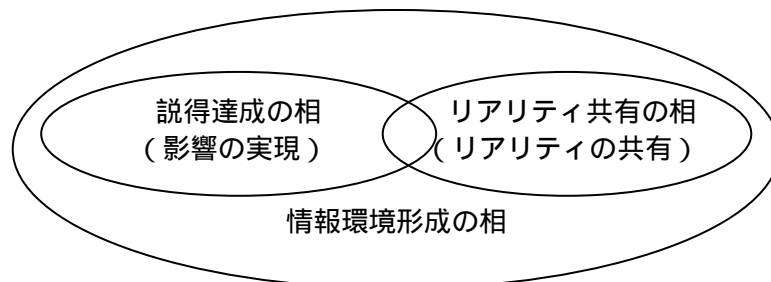 説得達成の相
(影響の実現)
リアリティ共有の相
(リアリティの共有)
情報環境形成の相